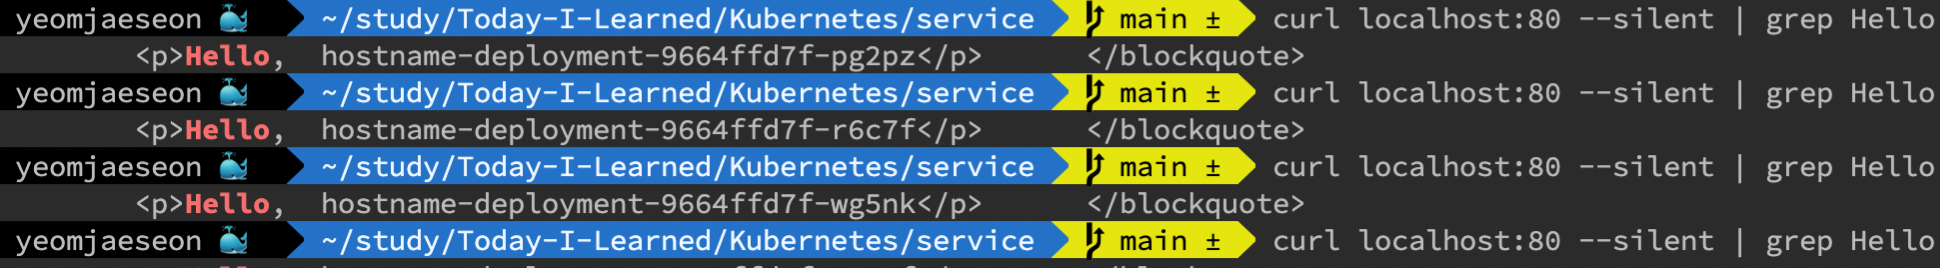 yeomjaeseon 🐳 ~/study/Today-I-Learned/Kubernetes/service main ± curl localhost:80 --silent | grep Hello
<p>Hello, hostname-deployment-9664ffd7f-pg2pz</p> </blockquote>
yeomjaeseon 🐳 ~/study/Today-I-Learned/Kubernetes/service main ± curl localhost:80 --silent | grep Hello
<p>Hello, hostname-deployment-9664ffd7f-r6c7f</p> </blockquote>
yeomjaeseon 🐳 ~/study/Today-I-Learned/Kubernetes/service main ± curl localhost:80 --silent | grep Hello
<p>Hello, hostname-deployment-9664ffd7f-wg5nk</p> </blockquote>
yeomjaeseon 🐳 ~/study/Today-I-Learned/Kubernetes/service main ± curl localhost:80 --silent | grep Hello